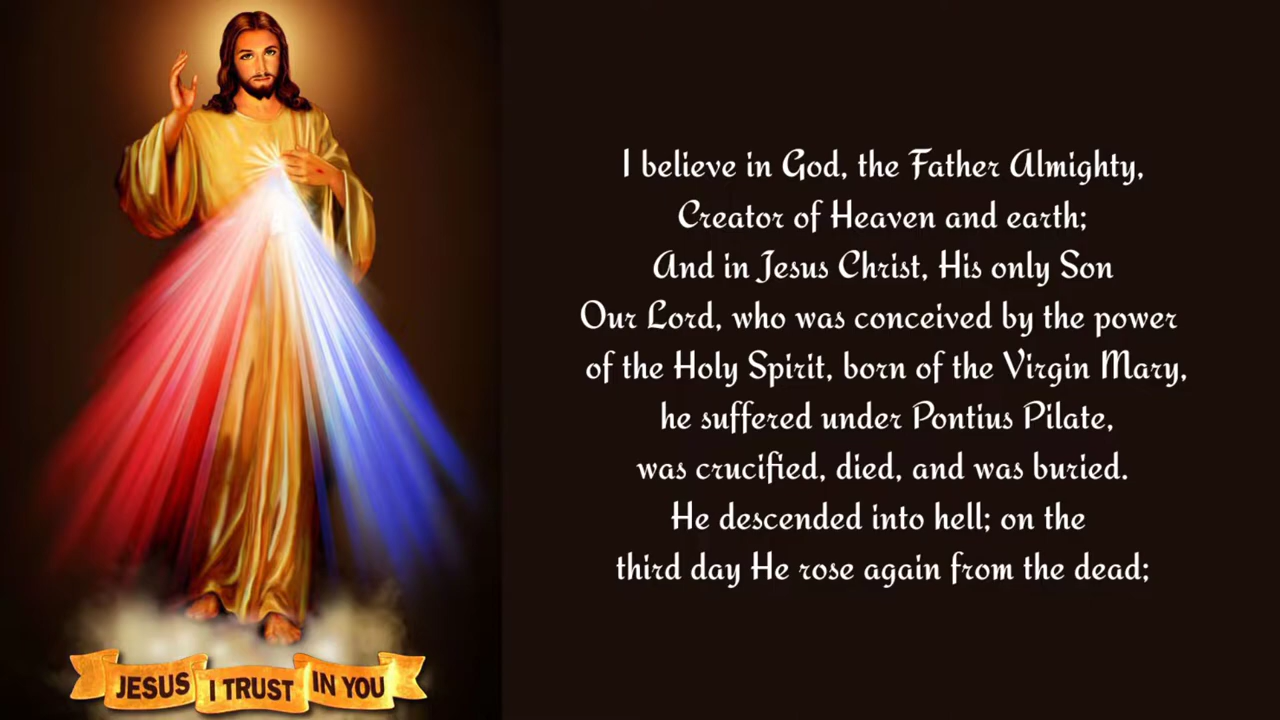 I believe in God, the Father Almighty,
Creator of Heaven and earth;
And in Jesus Christ, His only Son
Our Lord, who was conceived by the power
of the Holy Spirit, born of the Virgin Mary,
he suffered under Pontius Pilate,
was crucified, died, and was buried.
He descended into hell; on the
third day He rose again from the dead;
JESUS I TRUST IN YOU